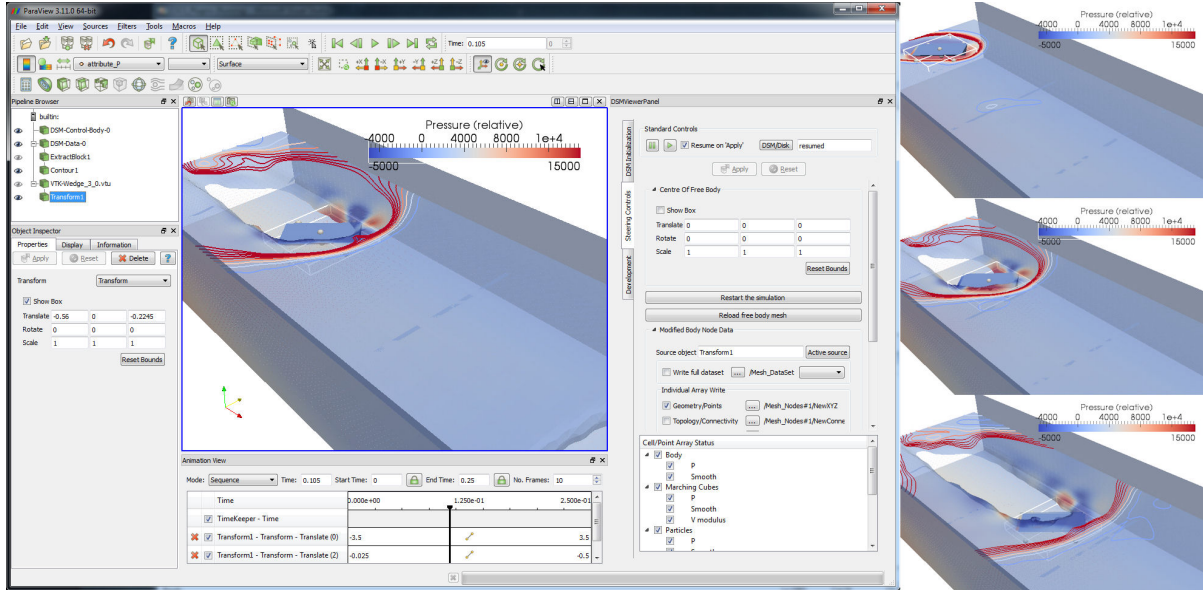 ParaView 3.11.0 64-bit
File Edit View Sources Filters Tools Macros Help
Time: 0.105 0
attribute_P Surface
+X -X +Y -Y +Z -Z
Pipeline Browser
builtin:
DSM-Control-Body-0
DSM-Data-0
ExtractBlock1
Contour1
VTK-Wedge_3_0.vtu
Transform1
Object Inspector
Properties Display Information
Apply Reset Delete ?
Transform Transform
Show Box
Translate -0.56 0 -0.2245
Rotate 0 0 0
Scale 1 1 1
Reset Bounds
Pressure (relative)
-4000 0 4000 8000 1e+4
-5000 15000
Animation View
Mode: Sequence Time: 0.105 Start Time: 0 End Time: 0.25 No. Frames: 10
Time 0.000e+00 1.250e-01 2.500e-01
TimeKeeper - Time
Transform1 - Transform - Translate (0) -3.5 3.5
Transform1 - Transform - Translate (2) -0.025 -0.5
DSMViewerPanel
DSM Initialization
Steering Controls
Development
Standard Controls
Resume on 'Apply' DSM/Disk resumed
Apply Reset
Centre Of Free Body
Show Box
Translate 0 0 0
Rotate 0 0 0
Scale 1 1 1
Reset Bounds
Restart the simulation
Reload free body mesh
Modified Body Node Data
Source object Transform1 Active source
Write full dataset ... /Mesh_DataSet
Individual Array Write
Geometry/Points ... /Mesh_Nodes#1/NewXYZ
Topology/Connectivity ... /Mesh_Nodes#1/NewConne
Cell/Point Array Status
Body
P
Smooth
Marching Cubes
P
Smooth
V modulus
Particles
P
Pressure (relative)
-4000 0 4000 8000 1e+4
-5000 15000
Pressure (relative)
-4000 0 4000 8000 1e+4
-5000 15000
Pressure (relative)
-4000 0 4000 8000 1e+4
-5000 15000